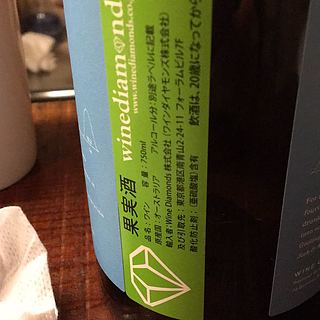 winediamonds
www.winediamonds.co
果実酒
品名：ワイン 容量：750ml
アルコール分：別途ラベルに記載
原産国：オーストラリア
輸入者：Wine Diamonds 株式会社（ワインダイヤモンズ株式会社）
及び引取先：東京都港区南青山2-24-11 フォーラムビル7F
酸化防止剤（亜硫酸塩）含有
飲酒は、20歳になってから